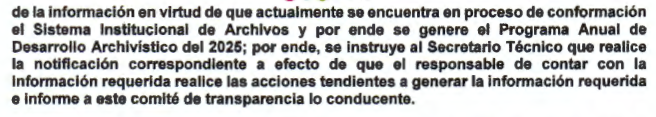 de la información en virtud de que actualmente se encuentra en proceso de conformación
el Sistema Institucional de Archivos y por ende se genere el Programa Anual de
Desarrollo Archivístico del 2025; por ende, se instruye al Secretario Técnico que realice
la notificación correspondiente a efecto de que el responsable de contar con la
información requerida realice las acciones tendientes a generar la información requerida
e informe a este comité de transparencia lo conducente.